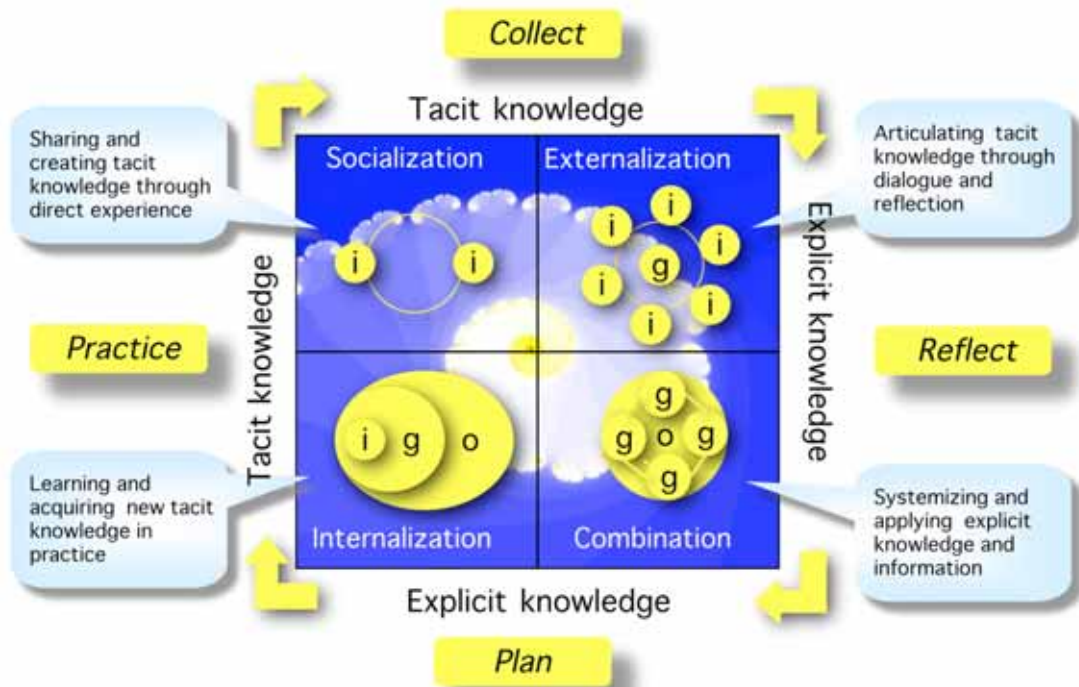 Collect
Tacit knowledge
Sharing and
creating tacit
knowledge through
direct experience
Socialization
Externalization
Articulating tacit
knowledge through
dialogue and
reflection
i
i
i
i
i
i
i
i
g
Tacit knowledge
Explicit knowledge
Practice
Reflect
i g o
g
g o g
g
Learning and
acquiring new tacit
knowledge in
practice
Internalization
Combination
Systemizing and
applying explicit
knowledge and
information
Explicit knowledge
Plan